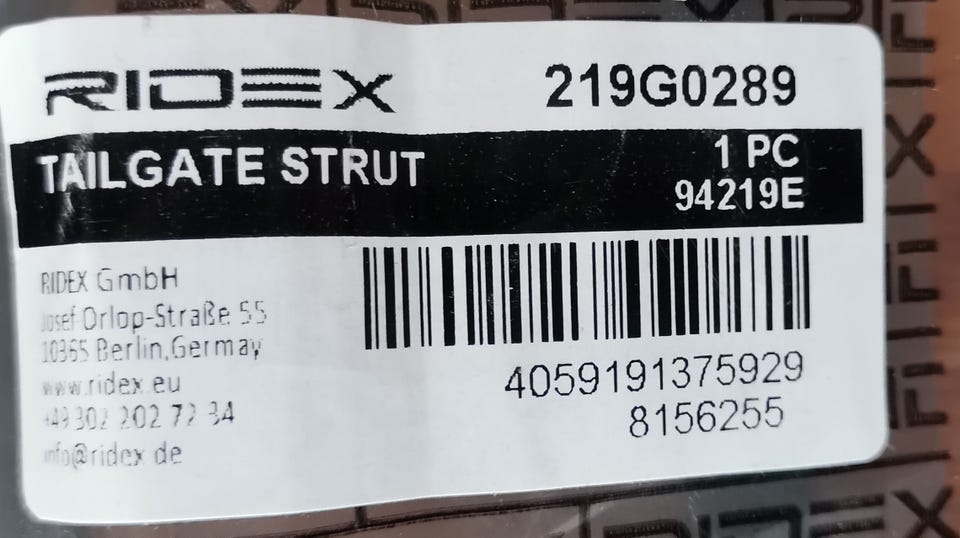 RIDEX 219G0289
TAILGATE STRUT 1 PC
94219E
RIDEX GmbH
Josef-Orlop-Straße 55
10365 Berlin,Germay
www.ridex.eu
+49 302 202 72 34
info@ridex.de
4059191375929
8156255
RIDEX